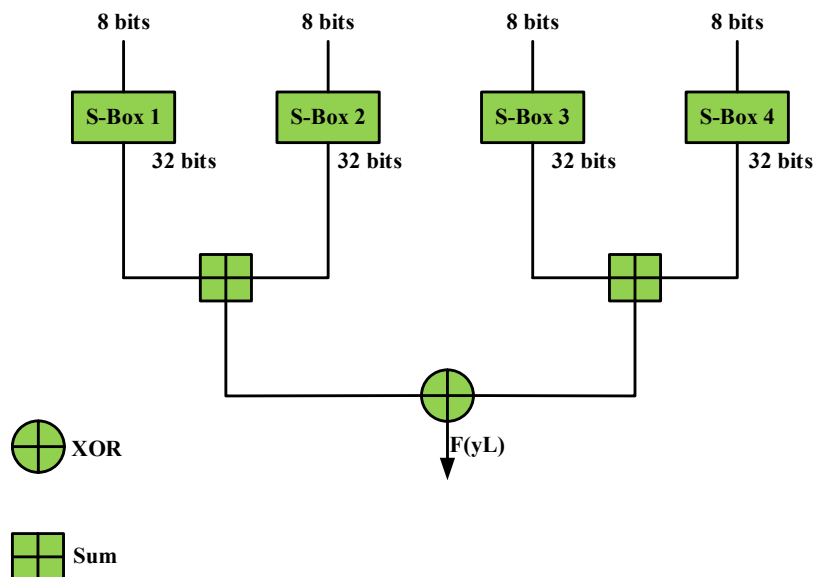 8 bits 8 bits 8 bits 8 bits
S-Box 1 S-Box 2 S-Box 3 S-Box 4
32 bits 32 bits 32 bits 32 bits
F(yL)
XOR
Sum